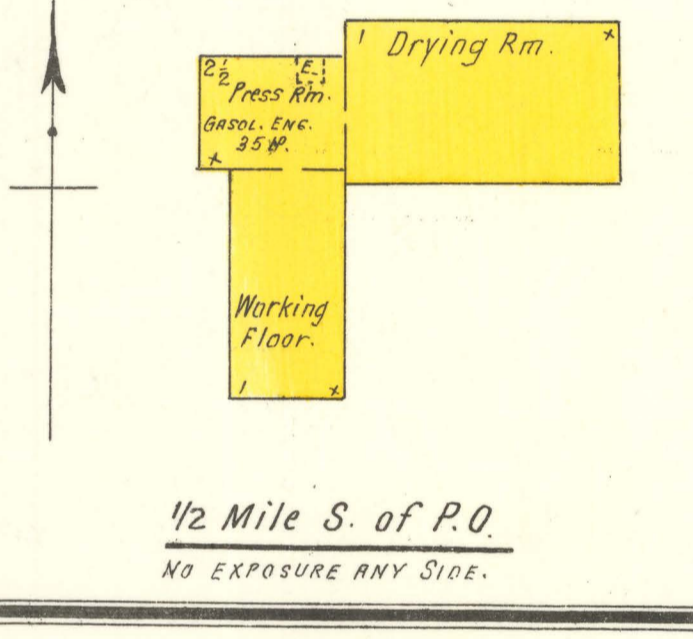 1 Drying Rm. x
2½ E.
Press Rm.
GASOL. ENG.
35 HP.
x
Working
Floor.
1 x
1/2 Mile S. of P.O.
NO EXPOSURE ANY SIDE.